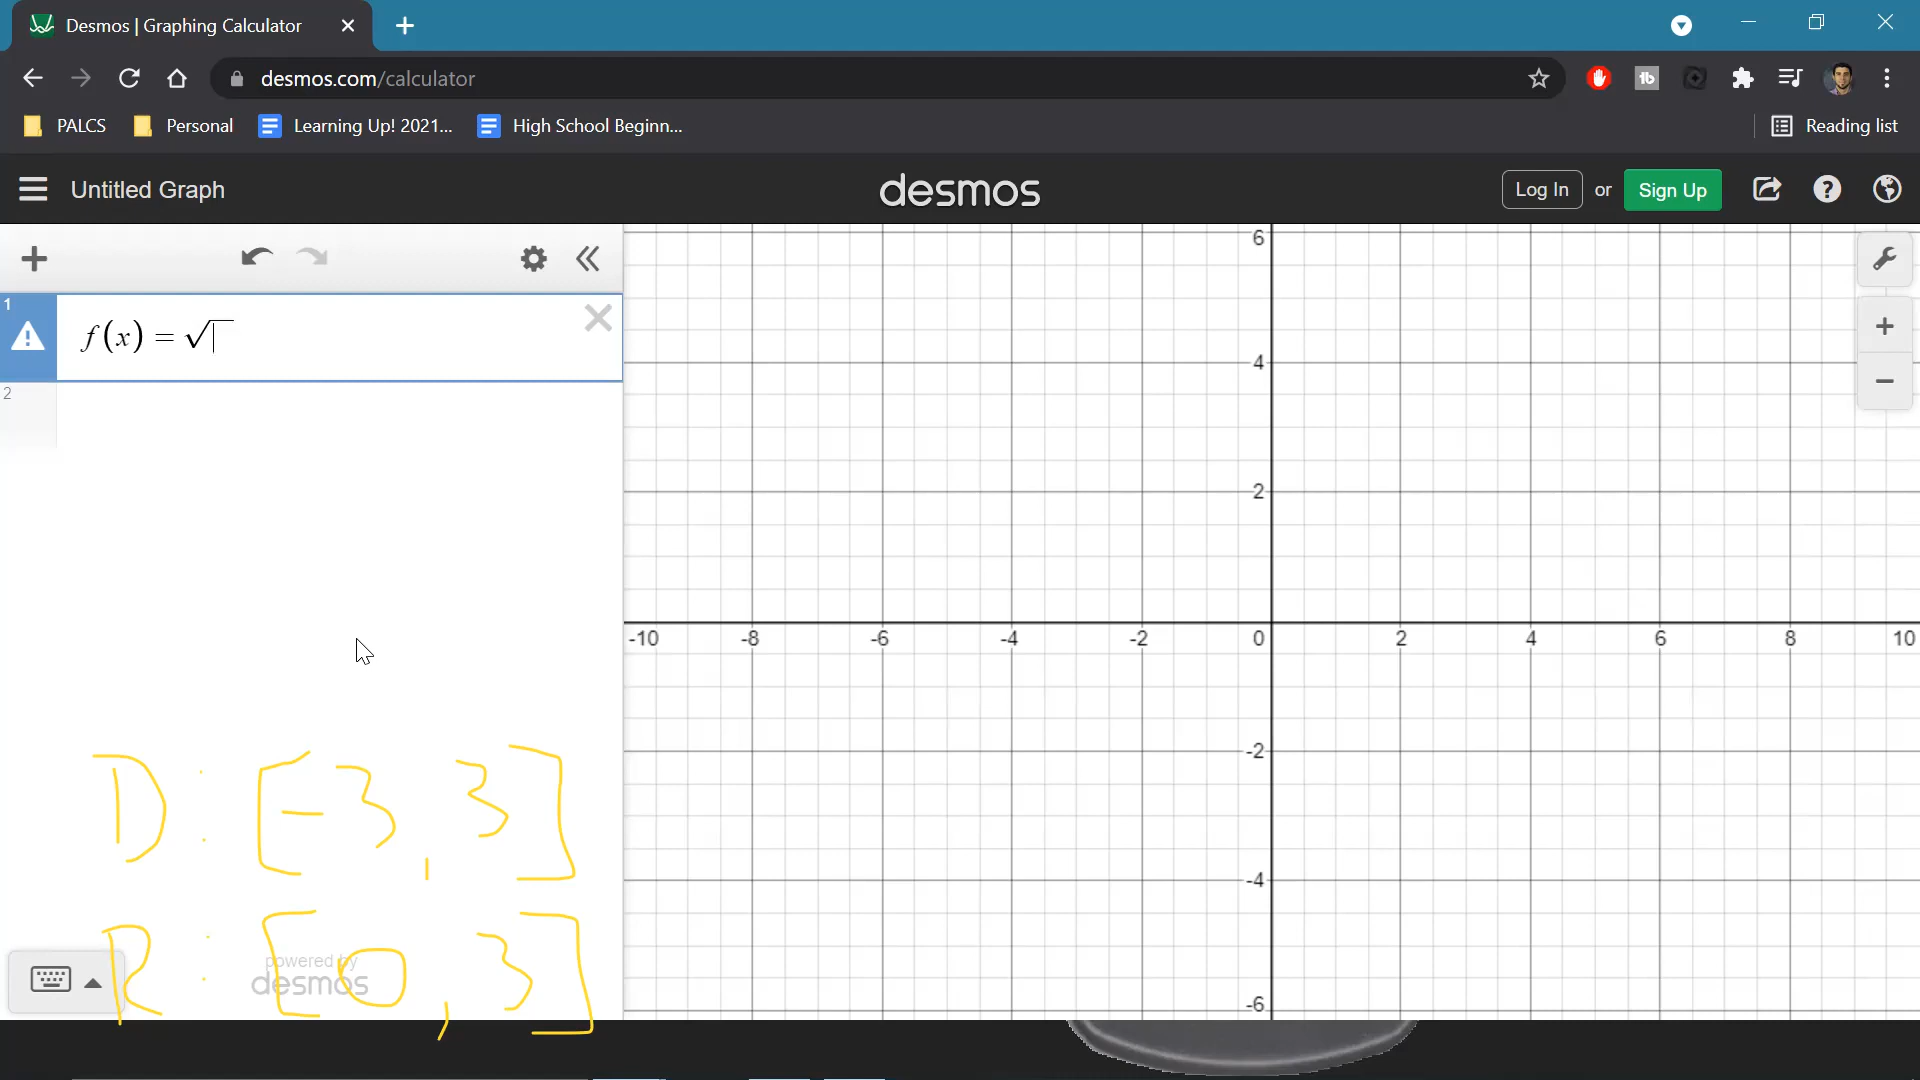 Desmos | Graphing Calculator
desmos.com/calculator
PALCS Personal Learning Up! 2021... High School Beginn... Reading list
Untitled Graph desmos Log In or Sign Up
1
f(x) = √
2
6
4
2
-10 -8 -6 -4 -2 0 2 4 6 8 10
-2
-4
-6
D : [-3, 3]
R : [0, 3]
powered by
desmos